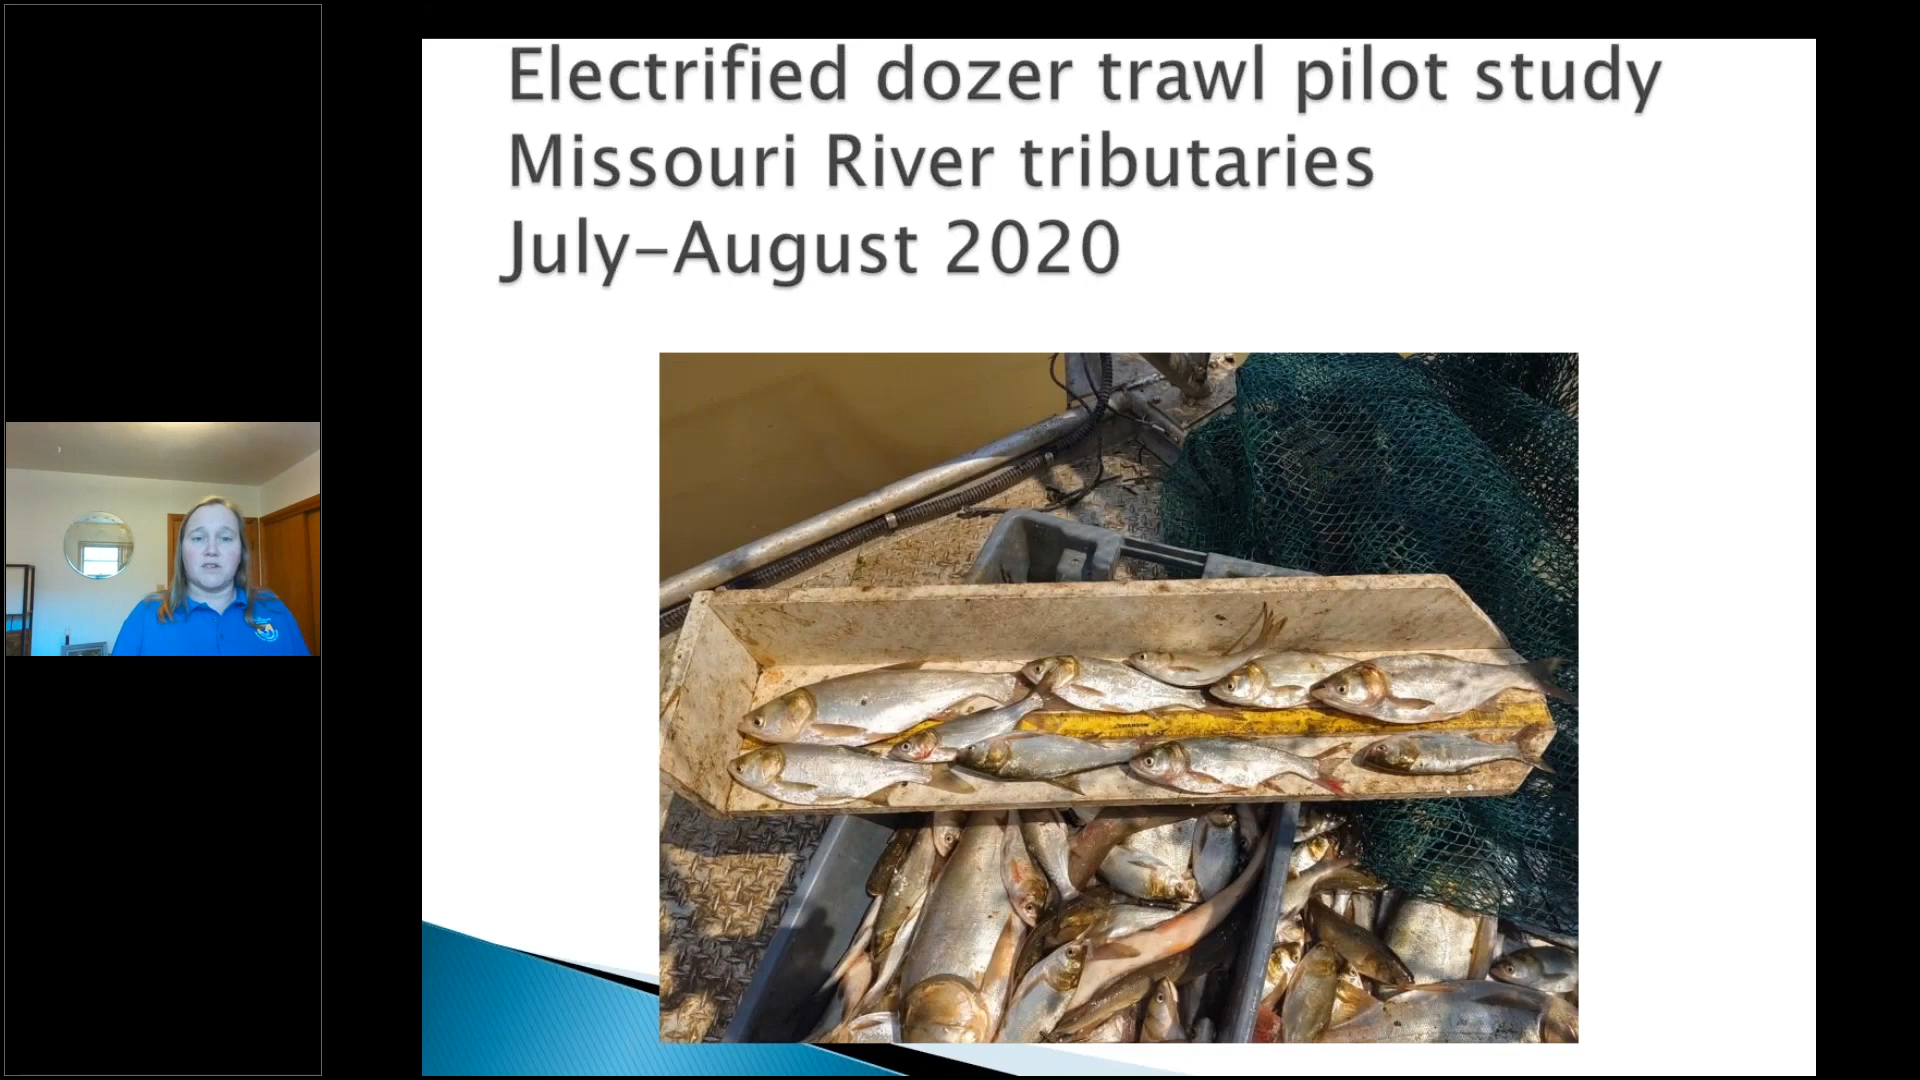 Electrified dozer trawl pilot study
Missouri River tributaries
July-August 2020